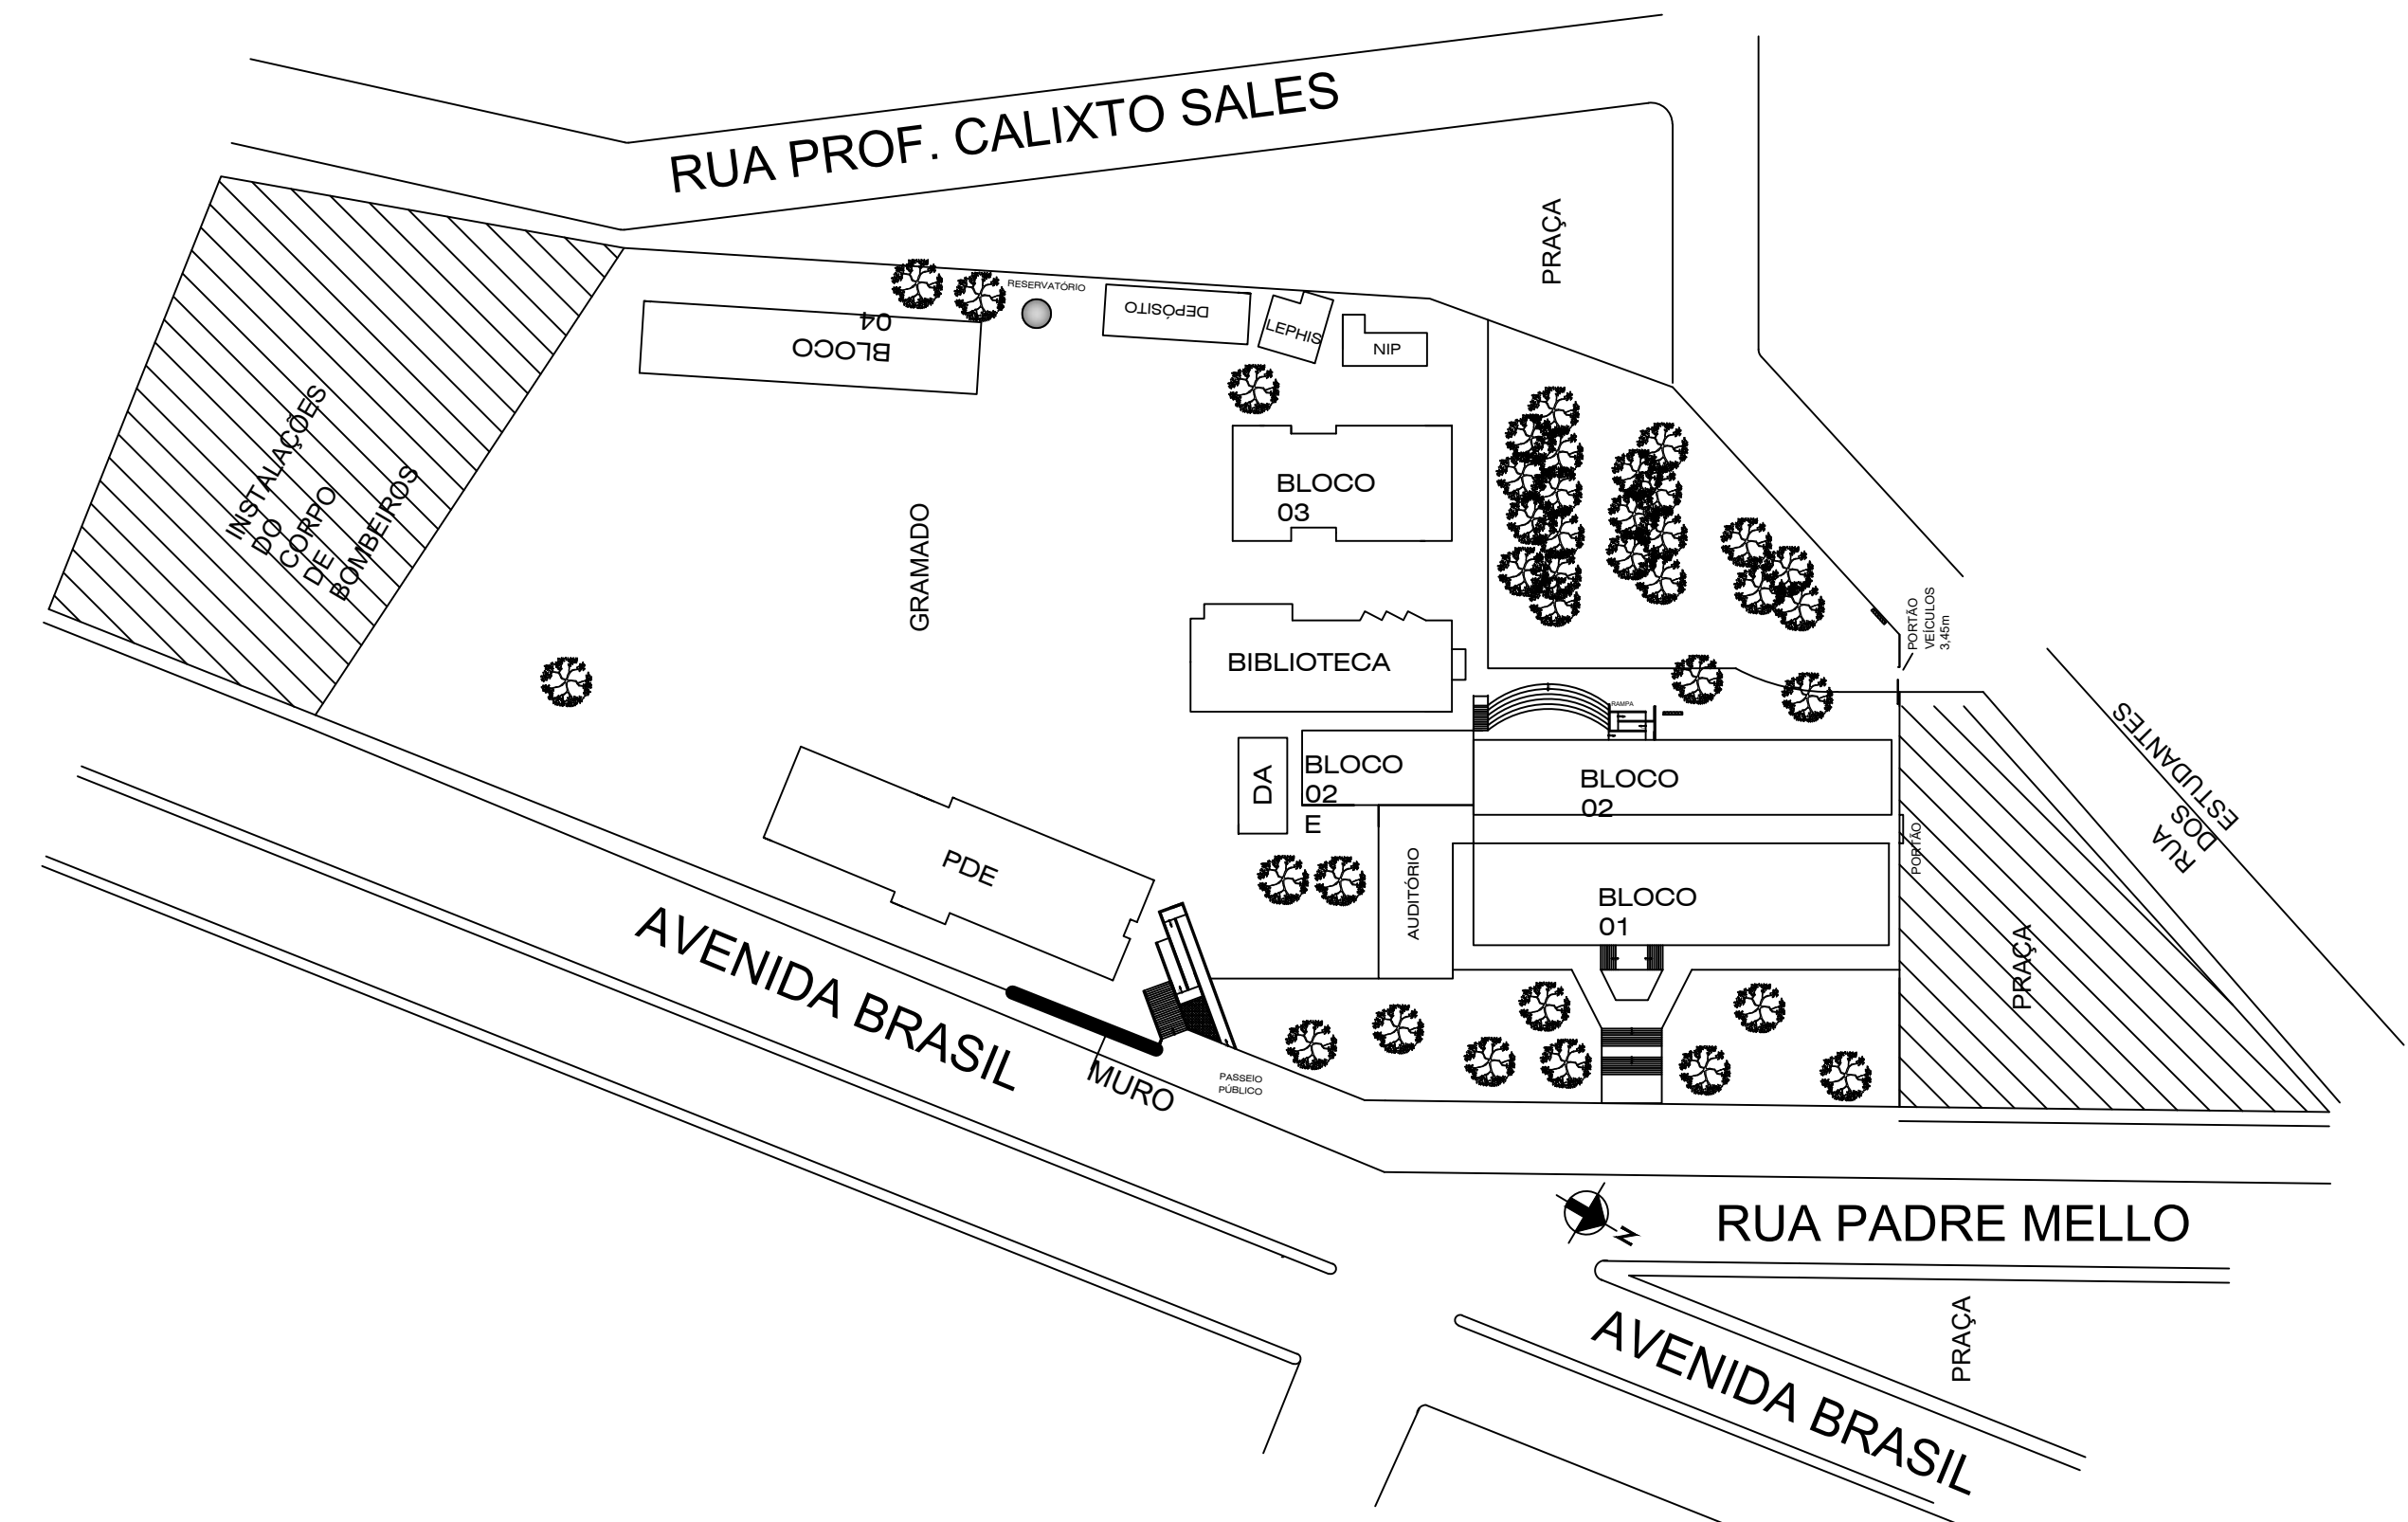 RUA PROF. CALIXTO SALES
PRAÇA
RESERVATÓRIO
DEPÓSITO
LEPHIS
NIP
BLOCO
04
INSTALAÇÕES
DO
CORPO
DE
BOMBEIROS
GRAMADO
BLOCO
03
PORTÃO
VEÍCULOS
3,45m
BIBLIOTECA
RAMPA
RUA
DOS
ESTUDANTES
DA
BLOCO
02
E
BLOCO
02
PORTÃO
PDE
AUDITÓRIO
BLOCO
01
PRAÇA
AVENIDA BRASIL
MURO
PASSEIO
PÚBLICO
N
RUA PADRE MELLO
PRAÇA
AVENIDA BRASIL